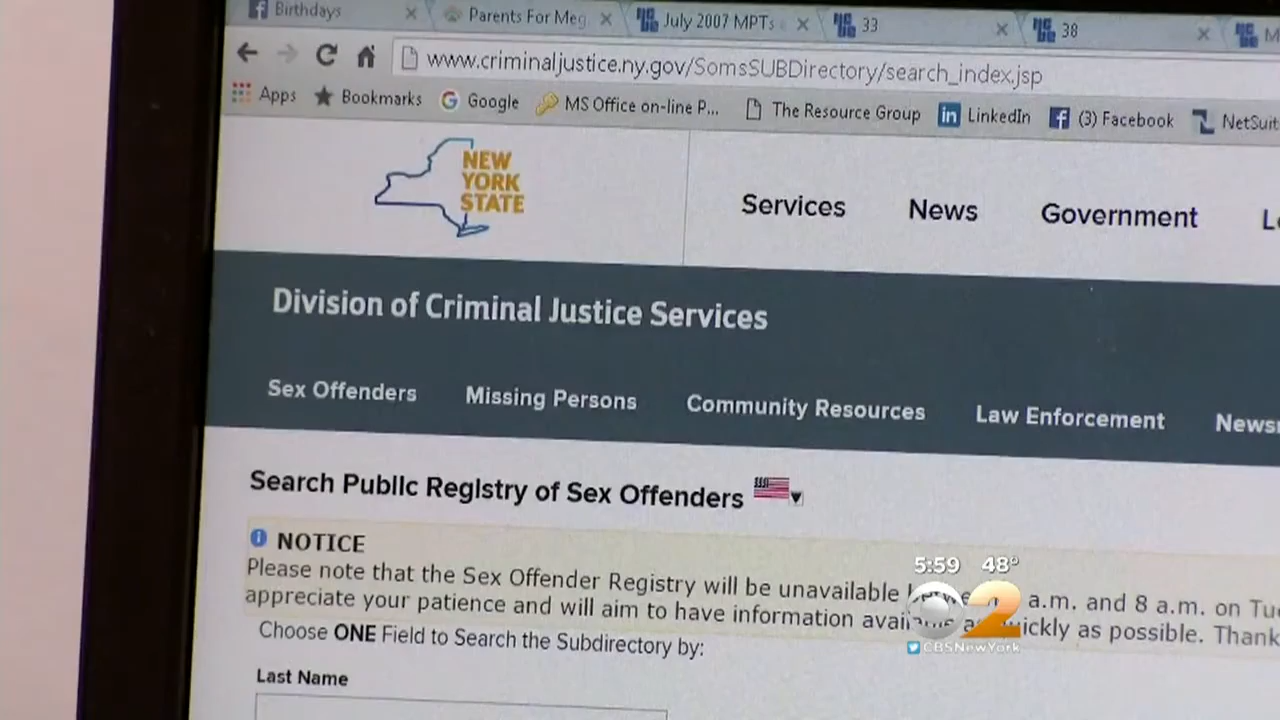 Birthdays
Parents For Meg
July 2007 MPTs
33
38
M
www.criminaljustice.ny.gov/SomsSUBDirectory/search_index.jsp
Apps Bookmarks Google MS Office on-line P... The Resource Group LinkedIn (3) Facebook NetSuit
NEW
YORK
STATE
Services News Government L
Division of Criminal Justice Services
Sex Offenders Missing Persons Community Resources Law Enforcement News
Search Public Registry of Sex Offenders
NOTICE
Please note that the Sex Offender Registry will be unavailable a.m. and 8 a.m. on Tu
appreciate your patience and will aim to have information as possible. Thank
Choose ONE Field to Search the Subdirectory by:
Last Name
5:59 48°
2
CBSNewYork